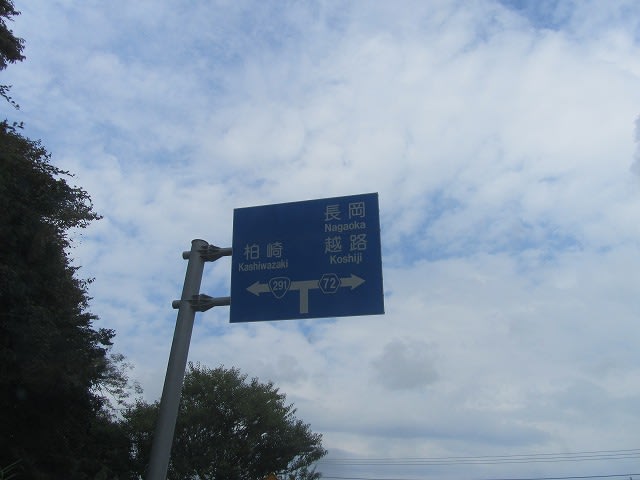 長岡
Nagaoka
柏崎
Kashiwazaki
越路
Koshiji
291
72